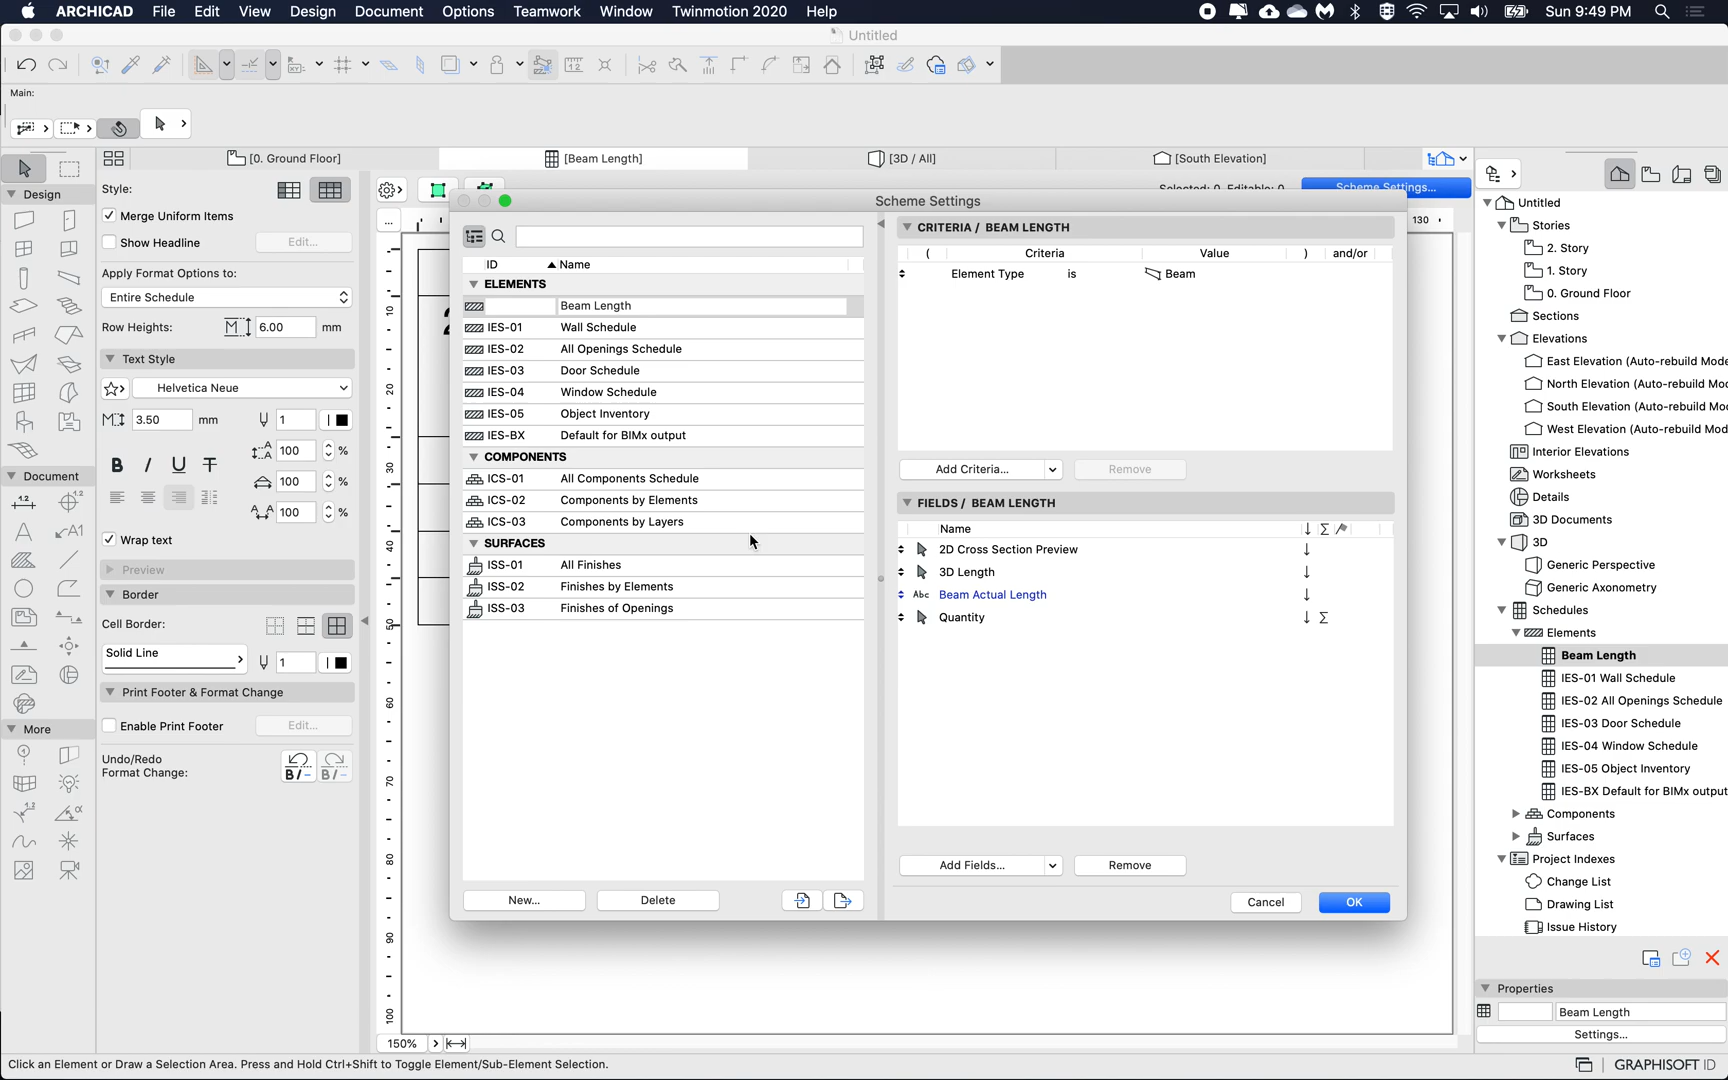 ARCHICAD File Edit View Design Document Options Teamwork Window Twinmotion 2020 Help Sun 9:49 PM
Untitled
Main:
[0. Ground Floor] [Beam Length] [3D / All] [South Elevation]
Design
Document
More
Style:
Merge Uniform Items
Show Headline Edit...
Apply Format Options to:
Entire Schedule
Row Heights: 6.00 mm
Text Style
Helvetica Neue
3.50 mm 1
100 %
100 %
100 %
Wrap text
Preview
Border
Cell Border:
Solid Line 1
Print Footer & Format Change
Enable Print Footer Edit...
Undo/Redo
Format Change:
Selected: 0 Editable: 0 Scheme Settings...
130
10
20
30
40
50
60
70
80
90
100
Scheme Settings
ID Name
ELEMENTS
Beam Length
IES-01 Wall Schedule
IES-02 All Openings Schedule
IES-03 Door Schedule
IES-04 Window Schedule
IES-05 Object Inventory
IES-BX Default for BIMx output
COMPONENTS
ICS-01 All Components Schedule
ICS-02 Components by Elements
ICS-03 Components by Layers
SURFACES
ISS-01 All Finishes
ISS-02 Finishes by Elements
ISS-03 Finishes of Openings
New... Delete
CRITERIA / BEAM LENGTH
( Criteria Value ) and/or
Element Type is Beam
Add Criteria... Remove
FIELDS / BEAM LENGTH
Name
2D Cross Section Preview
3D Length
Abc Beam Actual Length
Quantity
Add Fields... Remove
Cancel OK
Untitled
Stories
2. Story
1. Story
0. Ground Floor
Sections
Elevations
East Elevation (Auto-rebuild Mode
North Elevation (Auto-rebuild Mo
South Elevation (Auto-rebuild Mo
West Elevation (Auto-rebuild Mod
Interior Elevations
Worksheets
Details
3D Documents
3D
Generic Perspective
Generic Axonometry
Schedules
Elements
Beam Length
IES-01 Wall Schedule
IES-02 All Openings Schedule
IES-03 Door Schedule
IES-04 Window Schedule
IES-05 Object Inventory
IES-BX Default for BIMx output
Components
Surfaces
Project Indexes
Change List
Drawing List
Issue History
Properties
Beam Length
Settings...
150%
Click an Element or Draw a Selection Area. Press and Hold Ctrl+Shift to Toggle Element/Sub-Element Selection.
GRAPHISOFT ID